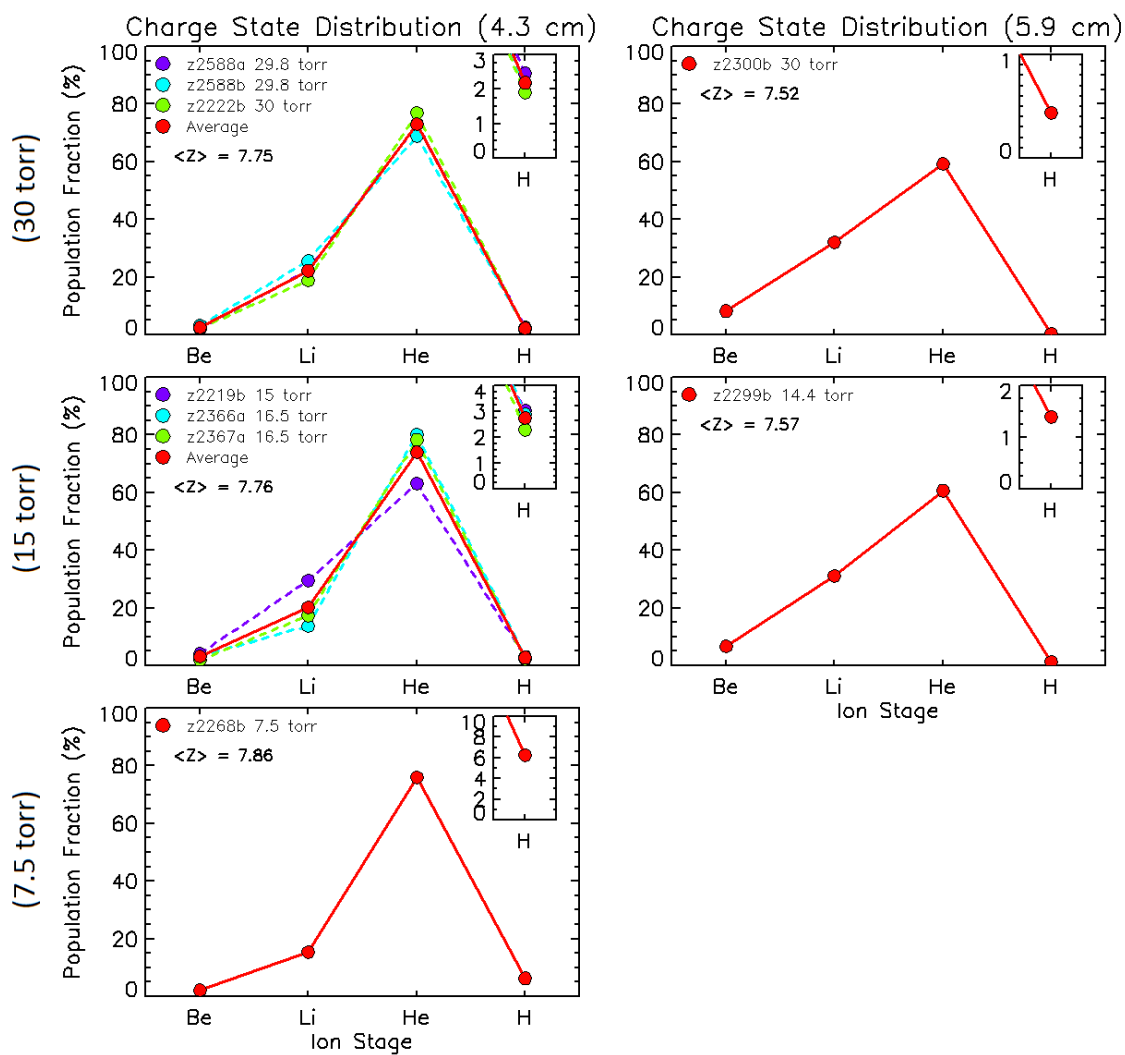 Charge State Distribution (4.3 cm)
Charge State Distribution (5.9 cm)
(30 torr)
Population Fraction (%)
100
80
60
40
20
0
z2588a 29.8 torr
z2588b 29.8 torr
z2222b 30 torr
Average
<Z> = 7.75
3
2
1
0
H
Be
Li
He
H
100
80
60
40
20
0
z2300b 30 torr
<Z> = 7.52
1
0
H
Be
Li
He
H
(15 torr)
Population Fraction (%)
100
80
60
40
20
0
z2219b 15 torr
z2366a 16.5 torr
z2367a 16.5 torr
Average
<Z> = 7.76
4
3
2
1
0
H
Be
Li
He
H
100
80
60
40
20
0
z2299b 14.4 torr
<Z> = 7.57
2
1
0
H
Be
Li
He
H
Ion Stage
(7.5 torr)
Population Fraction (%)
100
80
60
40
20
0
z2268b 7.5 torr
<Z> = 7.86
10
8
6
4
2
0
H
Be
Li
He
H
Ion Stage